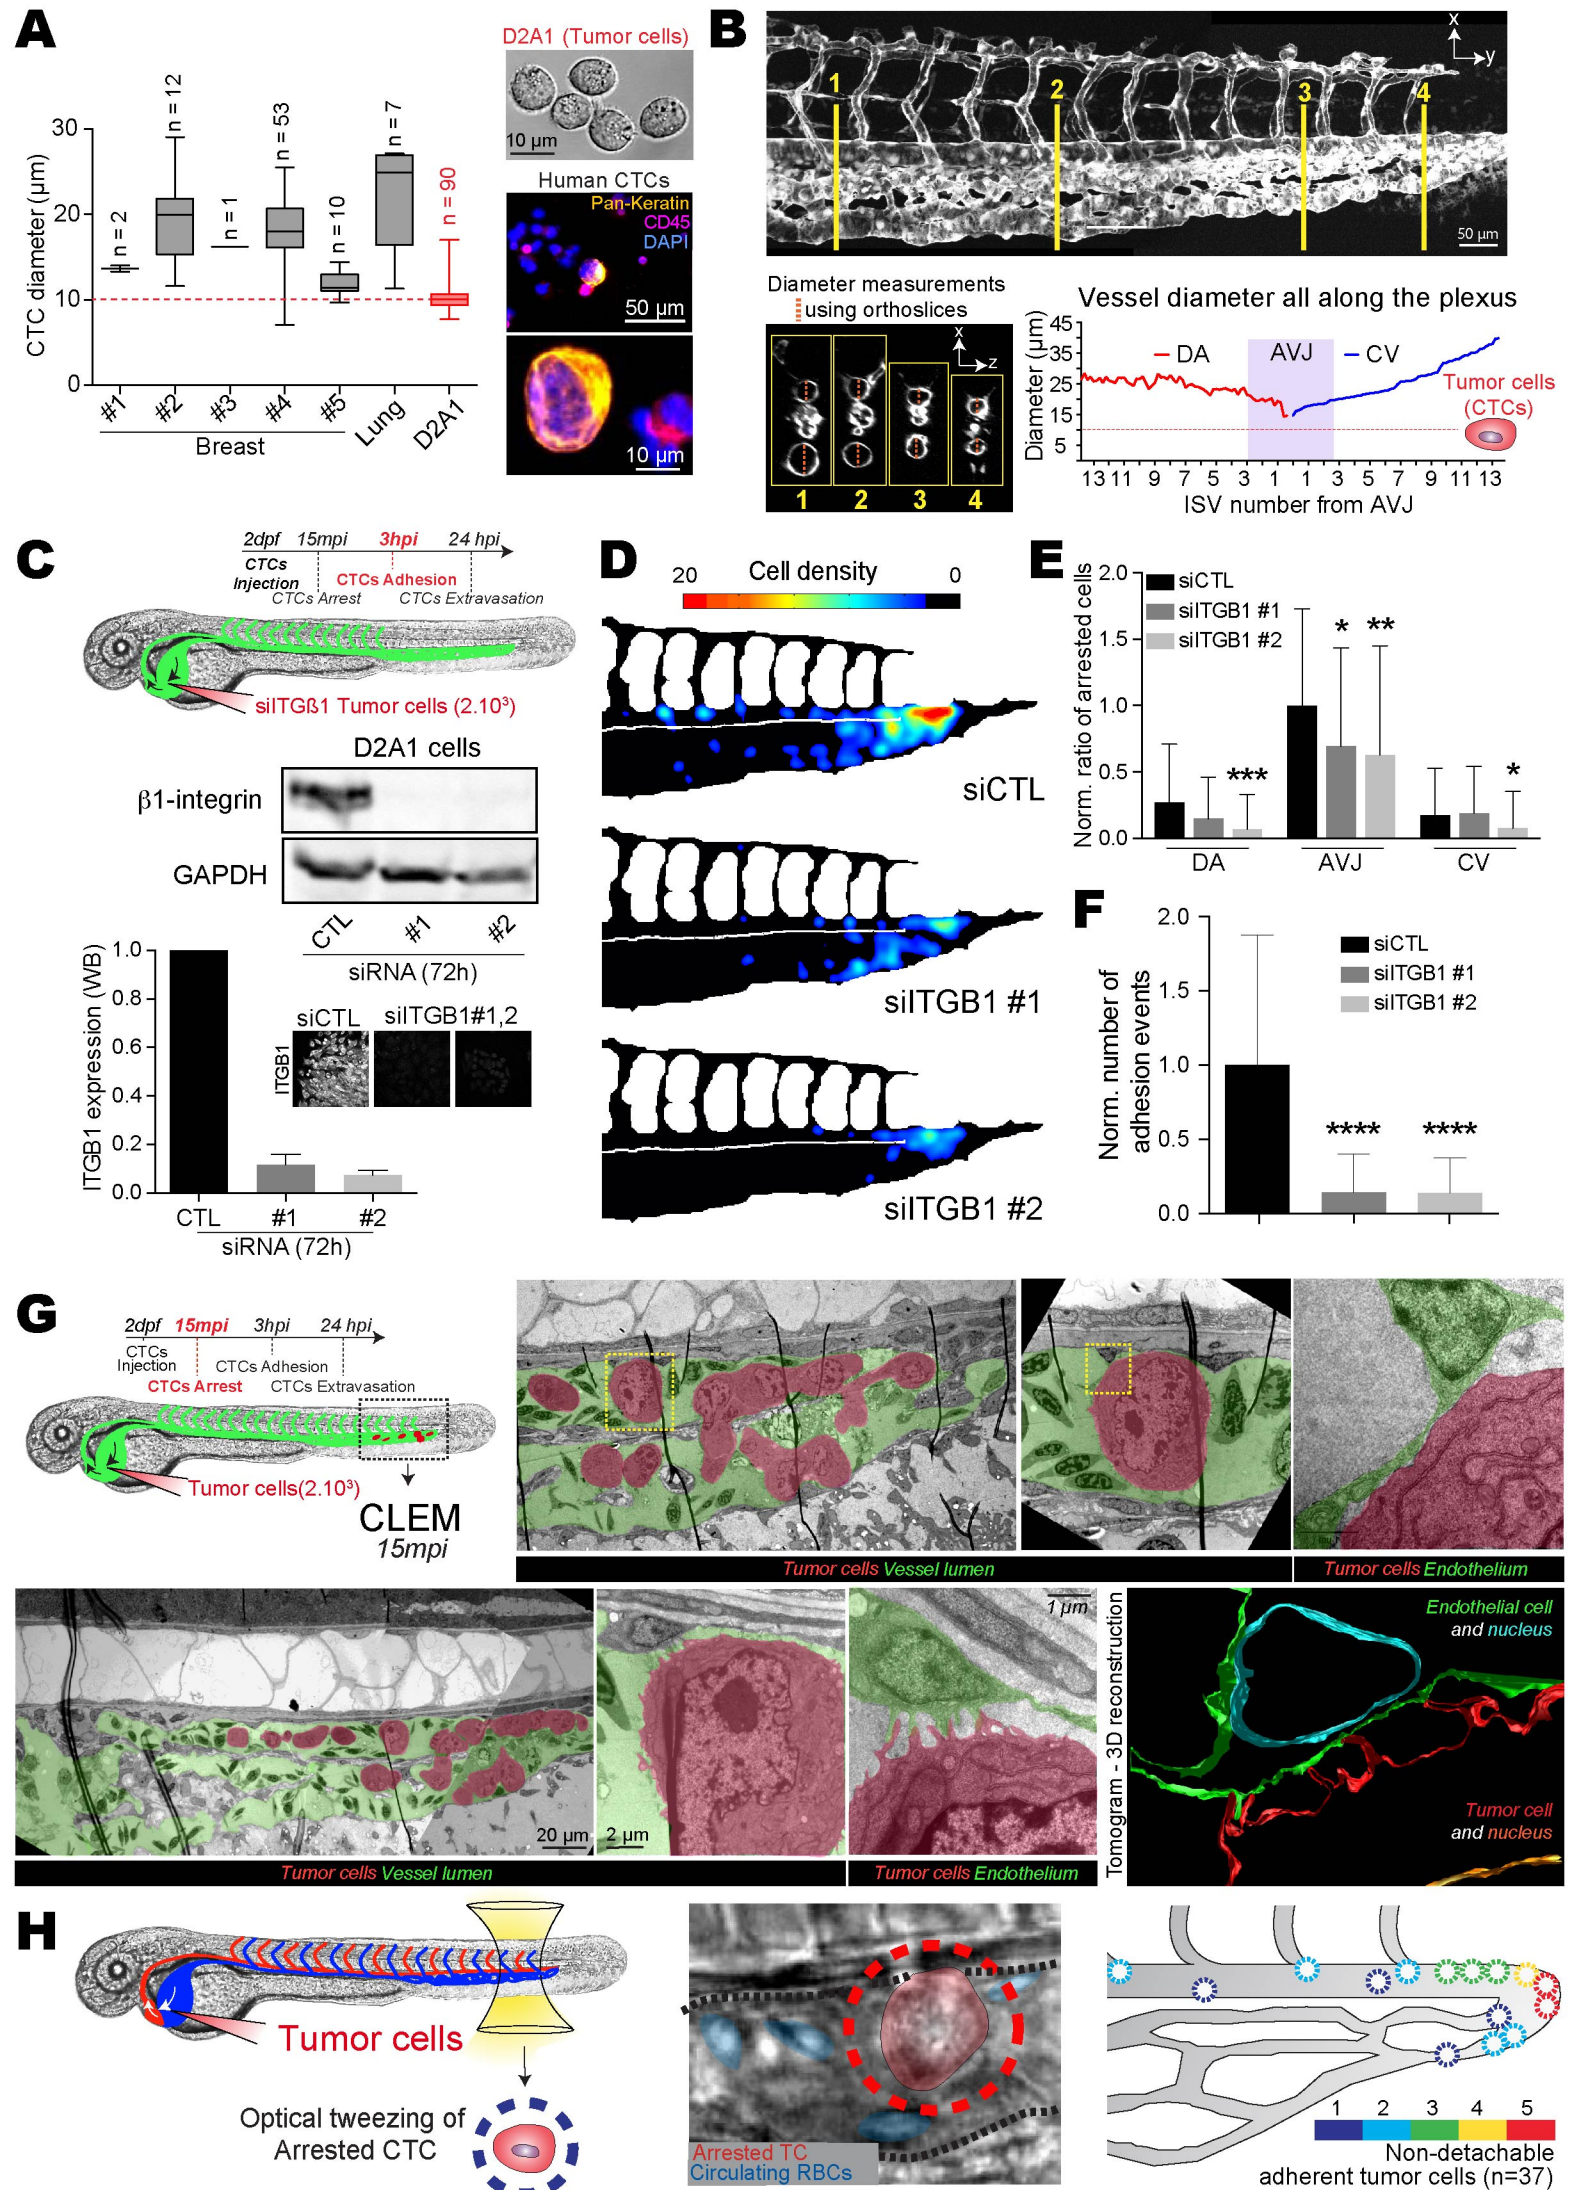 A
CTC diameter (µm)
30
20
10
0
n = 2
n = 12
n = 1
n = 53
n = 10
n = 7
n = 90
#1
#2
#3
#4
#5
Lung
D2A1
Breast
D2A1 (Tumor cells)
10 µm
Human CTCs
Pan-Keratin
CD45
DAPI
50 µm
10 µm
B
x
y
1
2
3
4
50 µm
Diameter measurements
using orthoslices
x
z
1
2
3
4
Vessel diameter all along the plexus
Diameter (µm)
45
35
25
15
5
DA
AVJ
CV
Tumor cells
(CTCs)
13 11 9 7 5 3 1 1 3 5 7 9 11 13
ISV number from AVJ
C
2dpf 15mpi 3hpi 24 hpi
CTCs
Injection
CTCs Adhesion
CTCs Arrest
CTCs Extravasation
siITGß1 Tumor cells (2.10³)
D2A1 cells
β1-integrin
GAPDH
CTL
#1
#2
siRNA (72h)
ITGB1 expression (WB)
1.0
0.8
0.6
0.4
0.2
0.0
siCTL
siITGB1#1,2
ITGB1
CTL
#1
#2
siRNA (72h)
D
20 Cell density 0
siCTL
siITGB1 #1
siITGB1 #2
E
Norm. ratio of arrested cells
2.0
1.5
1.0
0.5
0.0
siCTL
siITGB1 #1
siITGB1 #2
***
*
**
*
DA
AVJ
CV
F
Norm. number of
adhesion events
2.0
1.5
1.0
0.5
0.0
siCTL
siITGB1 #1
siITGB1 #2
****
****
G
2dpf 15mpi 3hpi 24 hpi
CTCs
Injection
CTCs Adhesion
CTCs Arrest
CTCs Extravasation
Tumor cells(2.10³)
CLEM
15mpi
Tumor cells Vessel lumen
Tumor cells Endothelium
20 µm
2 µm
1 µm
Tumor cells Vessel lumen
Tumor cells Endothelium
Tomogram - 3D reconstruction
Endothelial cell
and nucleus
Tumor cell
and nucleus
H
Tumor cells
Optical tweezing of
Arrested CTC
Arrested TC
Circulating RBCs
1 2 3 4 5
Non-detachable
adherent tumor cells (n=37)